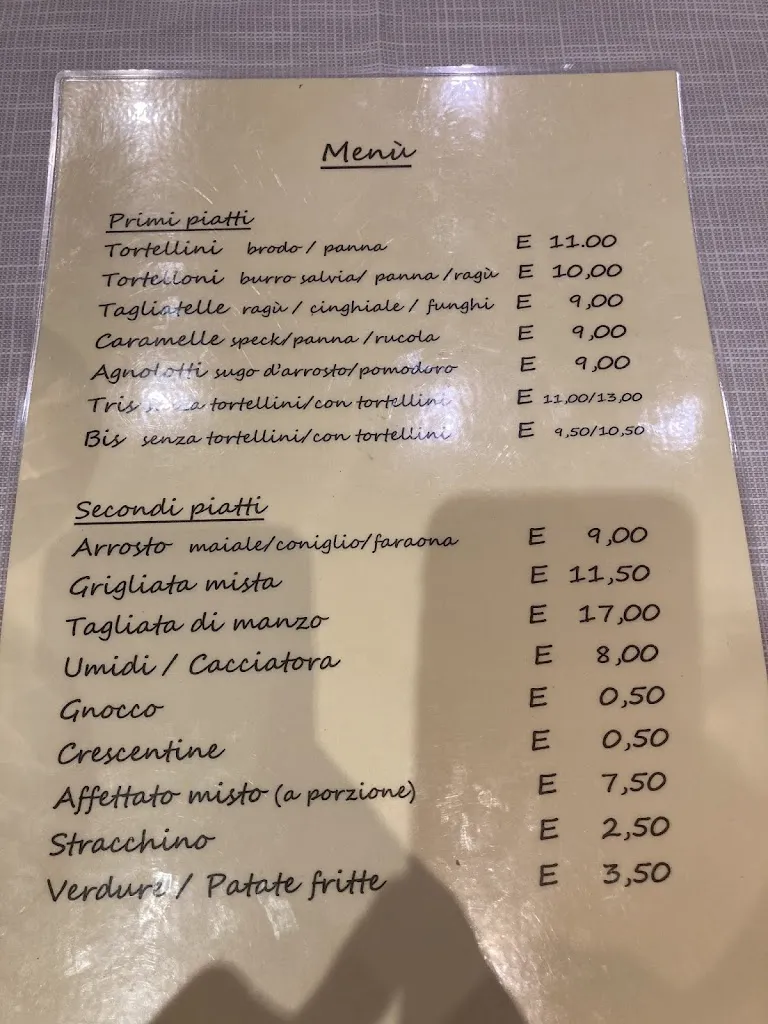 Menù
Primi piatti
Tortellini brodo / panna E 11.00
Tortelloni burro salvia/ panna /ragù E 10,00
Tagliatelle ragù / cinghiale / funghi E 9,00
Caramelle speck/panna /rucola E 9,00
Agnolotti sugo d'arrosto/pomodoro E 9,00
Tris senza tortellini/con tortellini E 11,00/13,00
Bis senza tortellini/con tortellini E 9,50/10,50
Secondi piatti
Arrosto maiale/coniglio/faraona E 9,00
Grigliata mista E 11,50
Tagliata di manzo E 17,00
Umidi / Cacciatora E 8,00
Gnocco E 0,50
Crescentine E 0,50
Affettato misto (a porzione) E 7,50
Stracchino E 2,50
Verdure / Patate fritte E 3,50